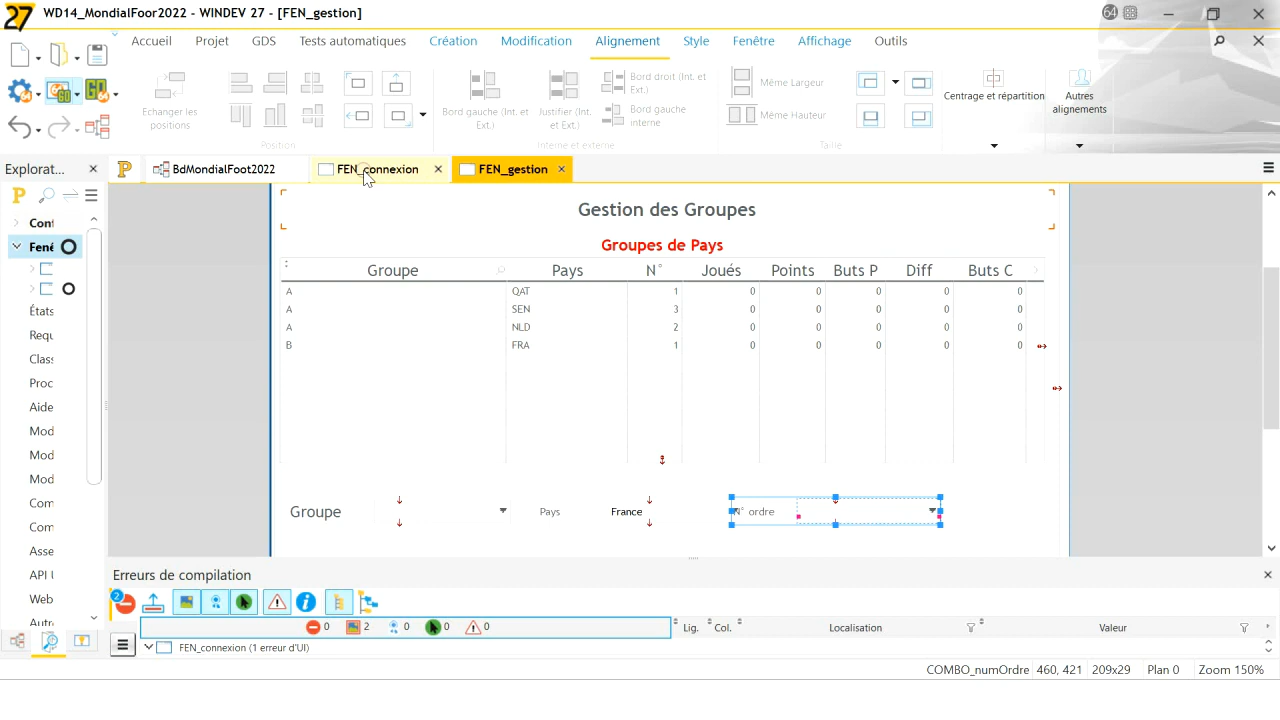 27 WD14_MondialFoor2022 - WINDEV 27 - [FEN_gestion] 64
Accueil Projet GDS Tests automatiques Création Modification Alignement Style Fenêtre Affichage Outils
Echanger les positions
Bord gauche (Int. et Ext.)
Justifier (Int. et Ext.)
Bord droit (Int. et Ext.)
Bord gauche interne
Même Largeur
Même Hauteur
Centrage et répartition
Autres alignements
Position
Interne et externe
Taille
Explorat...
BdMondialFoot2022
FEN_connexion
FEN_gestion
Gestion des Groupes
Groupes de Pays
Groupe Pays N° Joués Points Buts P Diff Buts C
A QAT 1 0 0 0 0 0
A SEN 3 0 0 0 0 0
A NLD 2 0 0 0 0 0
B FRA 1 0 0 0 0 0
Groupe Pays France N° ordre
Con
Fené
États
Requ
Class
Proc
Aide
Mod
Mod
Mod
Com
Com
Asse
API U
Web
Autre
Erreurs de compilation
2
0 2 0 0 0 Lig. Col. Localisation Valeur
FEN_connexion (1 erreur d'UI)
COMBO_numOrdre 460, 421 209x29 Plan 0 Zoom 150%